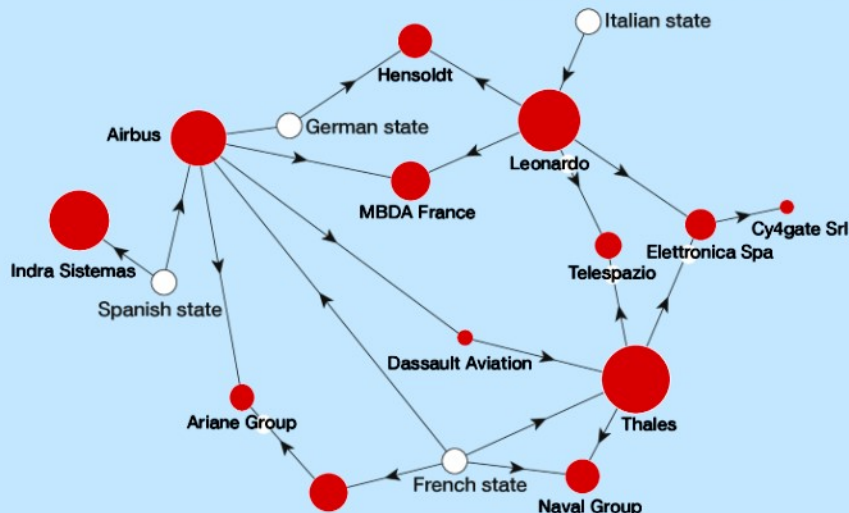 Italian state
Hensoldt
Airbus
German state
Leonardo
MBDA France
Cy4gate Srl
Elettronica Spa
Telespazio
Indra Sistemas
Spanish state
Dassault Aviation
Ariane Group
Thales
French state
Naval Group